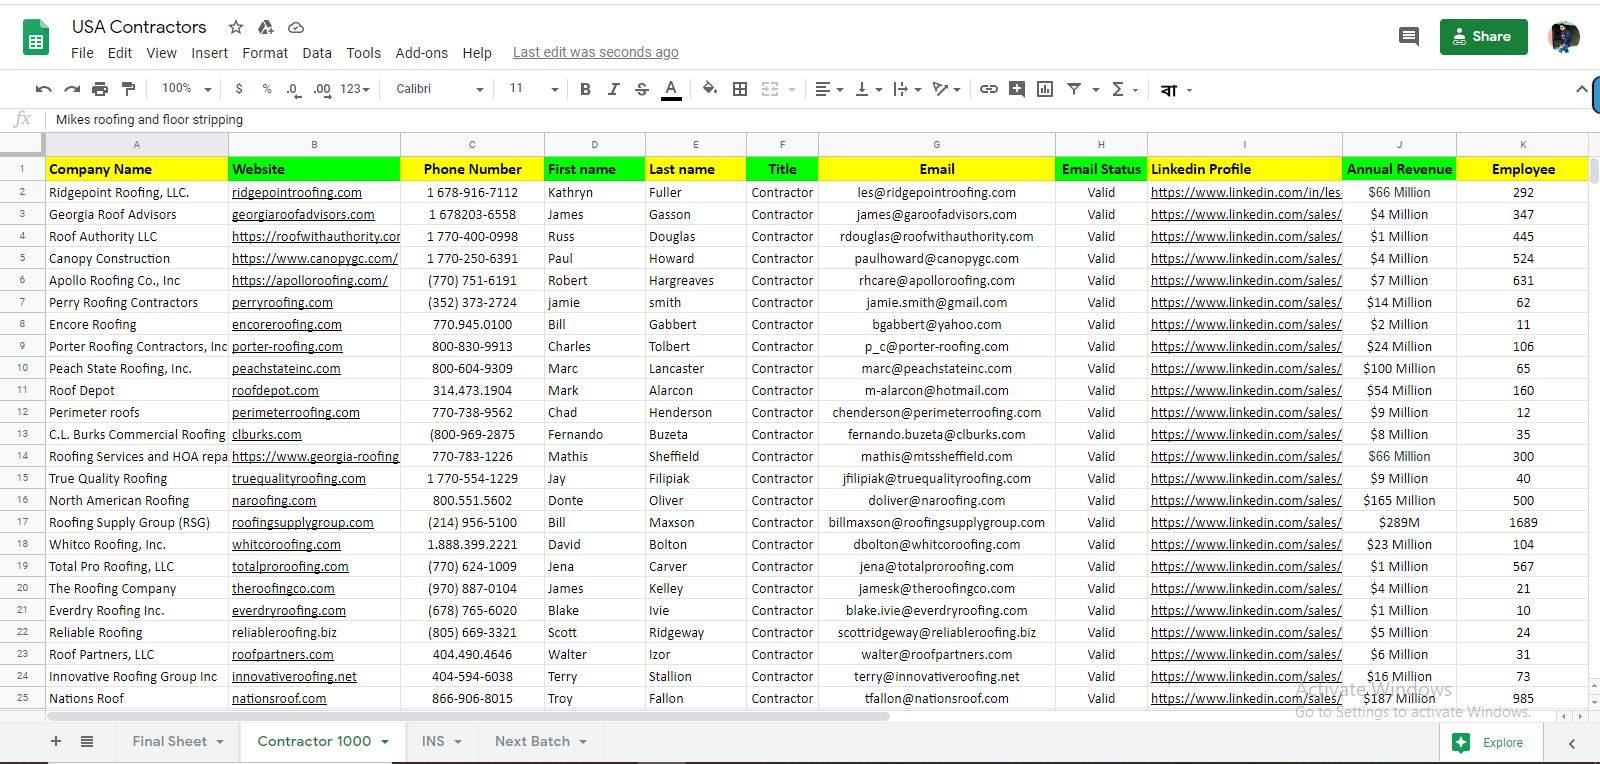 USA Contractors
File Edit View Insert Format Data Tools Add-ons Help Last edit was seconds ago
Share
100% $ % .0 .00 123 Calibri 11 B I S A Σ বা
fx Mikes roofing and floor stripping
A B C D E F G H I J K
1 Company Name Website Phone Number First name Last name Title Email Email Status Linkedin Profile Annual Revenue Employee
2 Ridgepoint Roofing, LLC. ridgepointroofing.com 1 678-916-7112 Kathryn Fuller Contractor les@ridgepointroofing.com Valid https://www.linkedin.com/in/les- $66 Million 292
3 Georgia Roof Advisors georgiaroofadvisors.com 1 678203-6558 James Gasson Contractor james@garoofadvisors.com Valid https://www.linkedin.com/sales/ $4 Million 347
4 Roof Authority LLC https://roofwithauthority.cor 1 770-400-0998 Russ Douglas Contractor rdouglas@roofwithauthority.com Valid https://www.linkedin.com/sales/ $1 Million 445
5 Canopy Construction https://www.canopygc.com/ 1 770-250-6391 Paul Howard Contractor paulhoward@canopygc.com Valid https://www.linkedin.com/sales/ $4 Million 524
6 Apollo Roofing Co., Inc https://apolloroofing.com/ (770) 751-6191 Robert Hargreaves Contractor rhcare@apolloroofing.com Valid https://www.linkedin.com/sales/ $7 Million 631
7 Perry Roofing Contractors perryroofing.com (352) 373-2724 jamie smith Contractor jamie.smith@gmail.com Valid https://www.linkedin.com/sales/ $14 Million 62
8 Encore Roofing encoreroofing.com 770.945.0100 Bill Gabbert Contractor bgabbert@yahoo.com Valid https://www.linkedin.com/sales/ $2 Million 11
9 Porter Roofing Contractors, Inc porter-roofing.com 800-830-9913 Charles Tolbert Contractor p_c@porter-roofing.com Valid https://www.linkedin.com/sales/ $24 Million 106
10 Peach State Roofing, Inc. peachstateinc.com 800-604-9309 Marc Lancaster Contractor marc@peachstateinc.com Valid https://www.linkedin.com/sales/ $100 Million 65
11 Roof Depot roofdepot.com 314.473.1904 Mark Alarcon Contractor m-alarcon@hotmail.com Valid https://www.linkedin.com/sales/ $54 Million 160
12 Perimeter roofs perimeterroofing.com 770-738-9562 Chad Henderson Contractor chenderson@perimeterroofing.com Valid https://www.linkedin.com/sales/ $9 Million 12
13 C.L. Burks Commercial Roofing clburks.com (800-969-2875 Fernando Buzeta Contractor fernando.buzeta@clburks.com Valid https://www.linkedin.com/sales/ $8 Million 35
14 Roofing Services and HOA repa https://www.georgia-roofing 770-783-1226 Mathis Sheffield Contractor mathis@mtssheffield.com Valid https://www.linkedin.com/sales/ $66 Million 300
15 True Quality Roofing truequalityroofing.com 1 770-554-1229 Jay Filipiak Contractor jfilipiak@truequalityroofing.com Valid https://www.linkedin.com/sales/ $9 Million 40
16 North American Roofing naroofing.com 800.551.5602 Donte Oliver Contractor doliver@naroofing.com Valid https://www.linkedin.com/sales/ $165 Million 500
17 Roofing Supply Group (RSG) roofingsupplygroup.com (214) 956-5100 Bill Maxson Contractor billmaxson@roofingsupplygroup.com Valid https://www.linkedin.com/sales/ $289M 1689
18 Whitco Roofing, Inc. whitcoroofing.com 1.888.399.2221 David Bolton Contractor dbolton@whitcoroofing.com Valid https://www.linkedin.com/sales/ $23 Million 104
19 Total Pro Roofing, LLC totalproroofing.com (770) 624-1009 Jena Carver Contractor jena@totalproroofing.com Valid https://www.linkedin.com/sales/ $1 Million 567
20 The Roofing Company theroofingco.com (970) 887-0104 James Kelley Contractor jamesk@theroofingco.com Valid https://www.linkedin.com/sales/ $4 Million 21
21 Everdry Roofing Inc. everdryroofing.com (678) 765-6020 Blake Ivie Contractor blake.ivie@everdryroofing.com Valid https://www.linkedin.com/sales/ $1 Million 10
22 Reliable Roofing reliableroofing.biz (805) 669-3321 Scott Ridgeway Contractor scottridgeway@reliableroofing.biz Valid https://www.linkedin.com/sales/ $5 Million 24
23 Roof Partners, LLC roofpartners.com 404.490.4646 Walter Izor Contractor walter@roofpartners.com Valid https://www.linkedin.com/sales/ $6 Million 31
24 Innovative Roofing Group Inc innovativeroofing.net 404-594-6038 Terry Stallion Contractor terry@innovativeroofing.net Valid https://www.linkedin.com/sales/ $16 Million 73
25 Nations Roof nationsroof.com 866-906-8015 Troy Fallon Contractor tfallon@nationsroof.com Valid https://www.linkedin.com/sales/ $187 Million 985
Activate Windows
Go to Settings to activate Windows.
Final Sheet Contractor 1000 INS Next Batch Explore